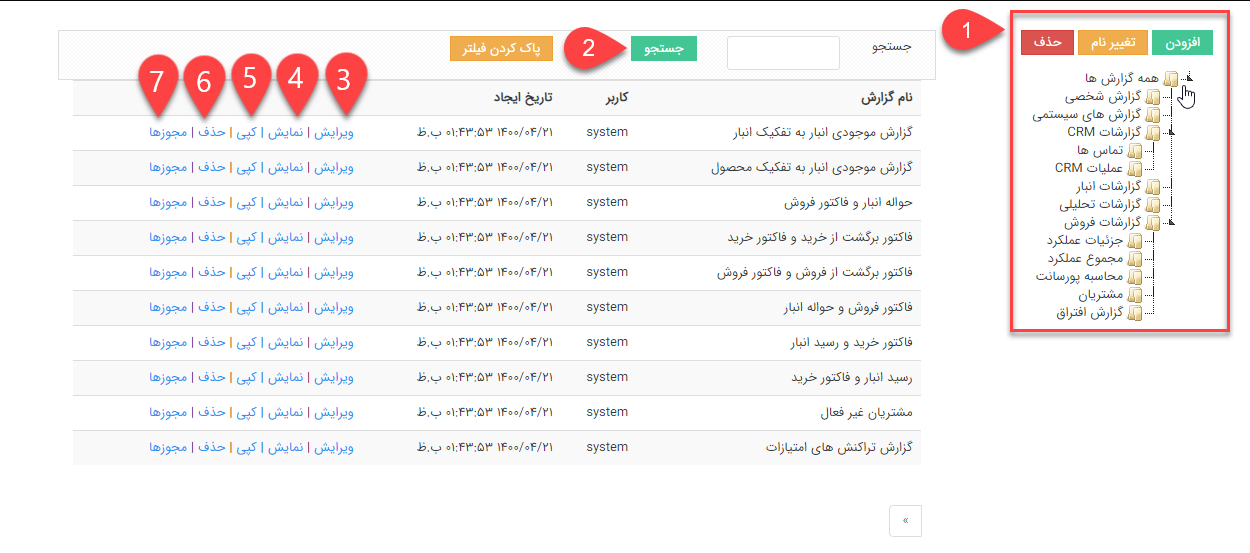 1
افزودن تغییر نام حذف
همه گزارش ها
گزارش شخصی
گزارش های سیستمی
گزارشات CRM
تماس ها
عملیات CRM
گزارشات انبار
گزارشات تحلیلی
گزارشات فروش
جزئیات عملکرد
مجموع عملکرد
محاسبه پورسانت
مشتریان
گزارش افتراق
جستجو جستجو 2 پاک کردن فیلتر
3 4 5 6 7
نام گزارش کاربر تاریخ ایجاد
گزارش موجودی انبار به تفکیک انبار system ۱۴۰۰/۰۴/۲۱ ۰۱:۴۳:۵۳ ب.ظ ویرایش | نمایش | کپی | حذف | مجوزها
گزارش موجودی انبار به تفکیک محصول system ۱۴۰۰/۰۴/۲۱ ۰۱:۴۳:۵۳ ب.ظ ویرایش | نمایش | کپی | حذف | مجوزها
حواله انبار و فاکتور فروش system ۱۴۰۰/۰۴/۲۱ ۰۱:۴۳:۵۳ ب.ظ ویرایش | نمایش | کپی | حذف | مجوزها
فاکتور برگشت از خرید و فاکتور خرید system ۱۴۰۰/۰۴/۲۱ ۰۱:۴۳:۵۳ ب.ظ ویرایش | نمایش | کپی | حذف | مجوزها
فاکتور برگشت از فروش و فاکتور فروش system ۱۴۰۰/۰۴/۲۱ ۰۱:۴۳:۵۳ ب.ظ ویرایش | نمایش | کپی | حذف | مجوزها
فاکتور فروش و حواله انبار system ۱۴۰۰/۰۴/۲۱ ۰۱:۴۳:۵۳ ب.ظ ویرایش | نمایش | کپی | حذف | مجوزها
فاکتور خرید و رسید انبار system ۱۴۰۰/۰۴/۲۱ ۰۱:۴۳:۵۳ ب.ظ ویرایش | نمایش | کپی | حذف | مجوزها
رسید انبار و فاکتور خرید system ۱۴۰۰/۰۴/۲۱ ۰۱:۴۳:۵۳ ب.ظ ویرایش | نمایش | کپی | حذف | مجوزها
مشتریان غیر فعال system ۱۴۰۰/۰۴/۲۱ ۰۱:۴۳:۵۳ ب.ظ ویرایش | نمایش | کپی | حذف | مجوزها
گزارش تراکنش های امتیازات system ۱۴۰۰/۰۴/۲۱ ۰۱:۴۳:۵۳ ب.ظ ویرایش | نمایش | کپی | حذف | مجوزها
»